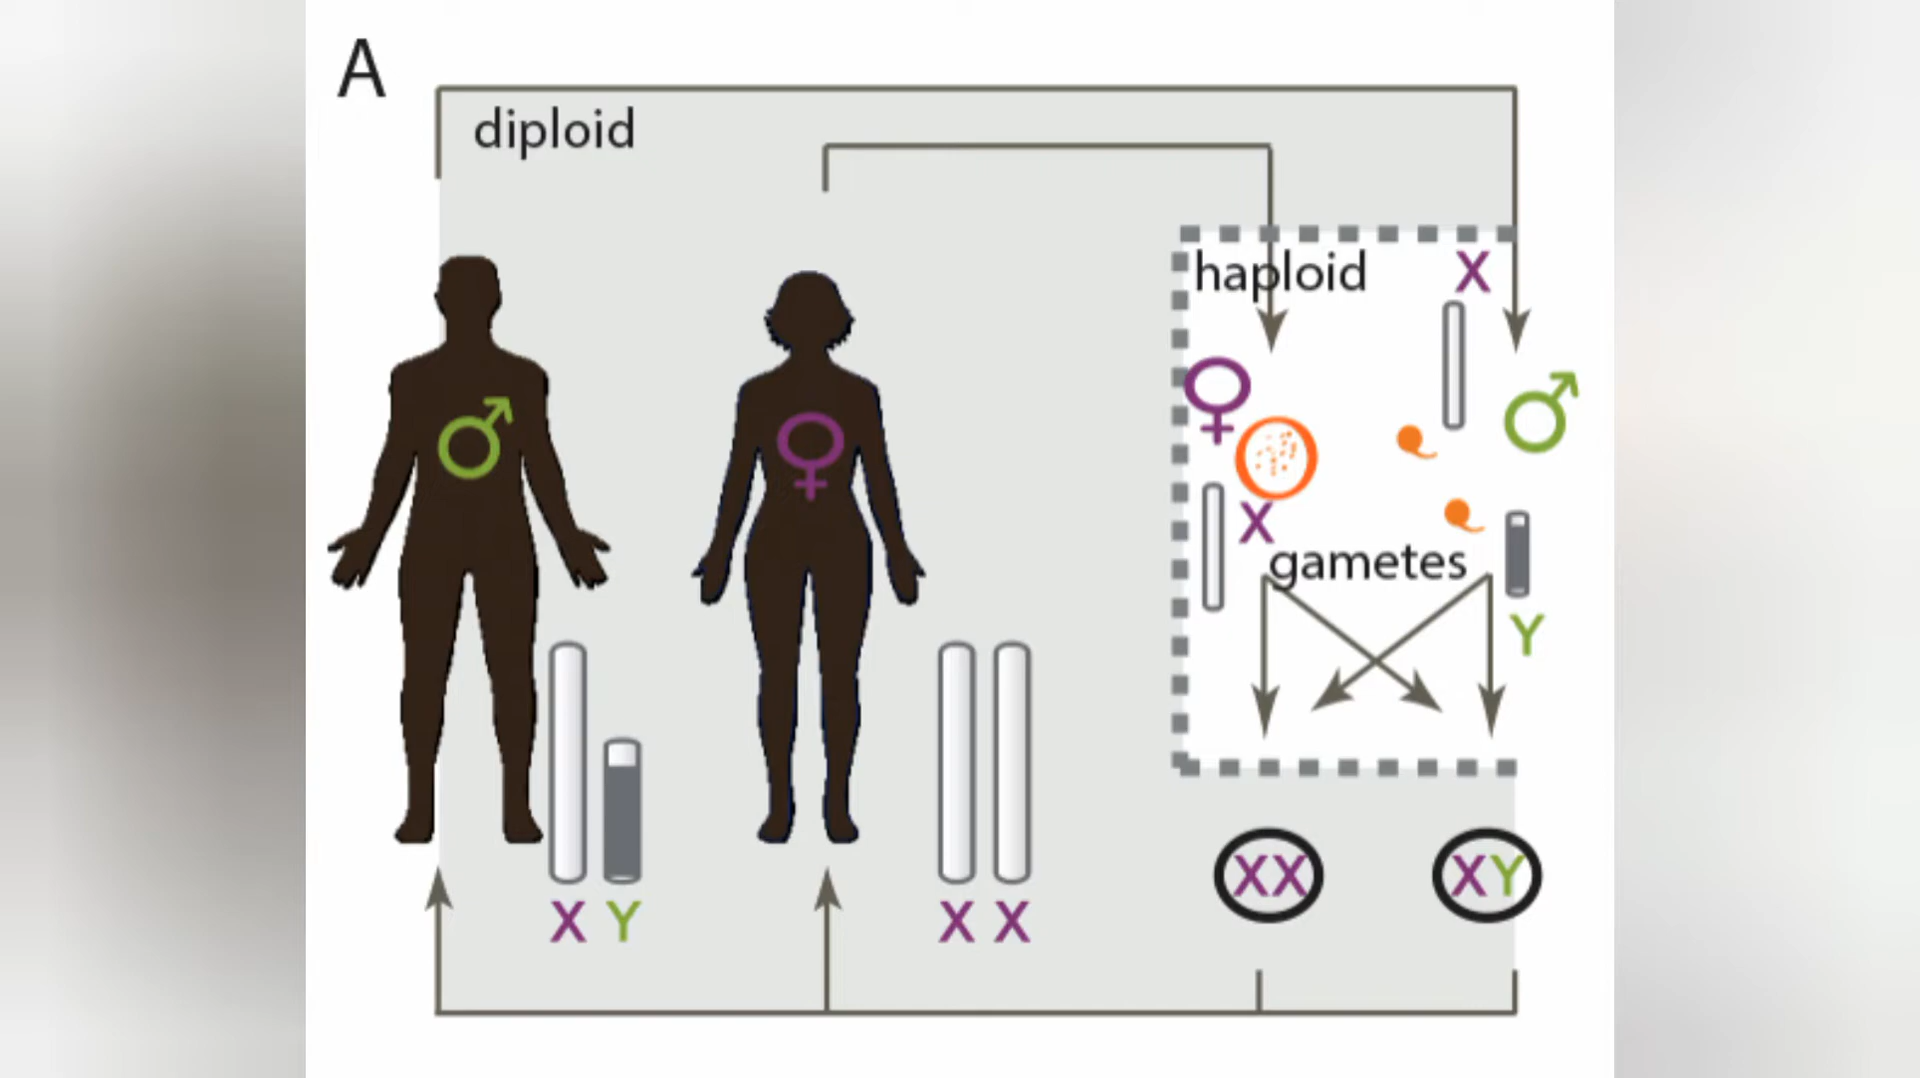 A
diploid
haploid
X
X
gametes
Y
X Y
X X
XX
XY